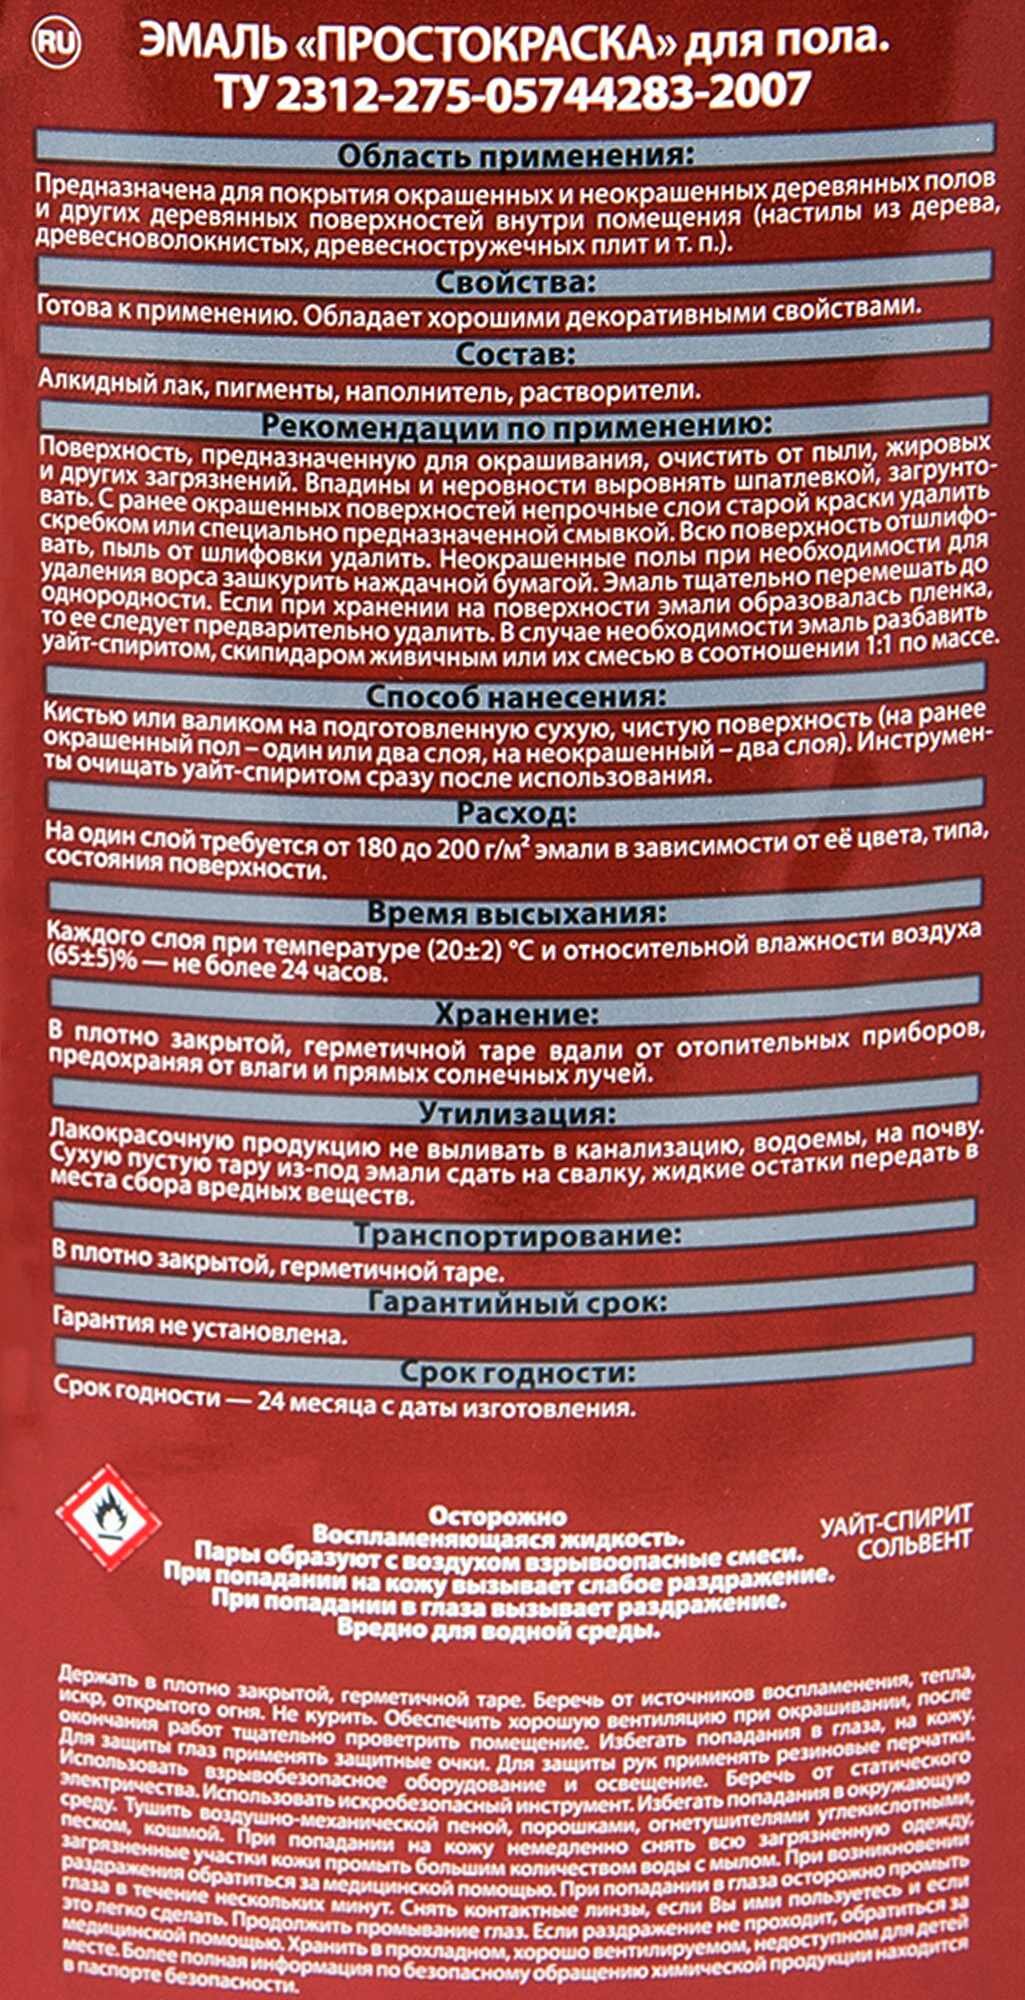 RU
ЭМАЛЬ «ПРОСТОКРАСКА» для пола.
ТУ 2312-275-05744283-2007
Область применения:
Предназначена для покрытия окрашенных и неокрашенных деревянных полов
и других деревянных поверхностей внутри помещения (настилы из дерева,
древесноволокнистых, древесностружечных плит и т. п.).
Свойства:
Готова к применению. Обладает хорошими декоративными свойствами.
Состав:
Алкидный лак, пигменты, наполнитель, растворители.
Рекомендации по применению:
Поверхность, предназначенную для окрашивания, очистить от пыли, жировых
и других загрязнений. Впадины и неровности выровнять шпатлевкой, загрунто-
вать. С ранее окрашенных поверхностей непрочные слои старой краски удалить
скребком или специально предназначенной смывкой. Всю поверхность отшлифо-
вать, пыль от шлифовки удалить. Неокрашенные полы при необходимости для
удаления ворса зашкурить наждачной бумагой. Эмаль тщательно перемешать до
однородности. Если при хранении на поверхности эмали образовалась пленка,
то ее следует предварительно удалить. В случае необходимости эмаль разбавить
уайт-спиритом, скипидаром живичным или их смесью в соотношении 1:1 по массе.
Способ нанесения:
Кистью или валиком на подготовленную сухую, чистую поверхность (на ранее
окрашенный пол – один или два слоя, на неокрашенный – два слоя). Инструмен-
ты очищать уайт-спиритом сразу после использования.
Расход:
На один слой требуется от 180 до 200 г/м² эмали в зависимости от её цвета, типа,
состояния поверхности.
Время высыхания:
Каждого слоя при температуре (20±2) °С и относительной влажности воздуха
(65±5)% — не более 24 часов.
Хранение:
В плотно закрытой, герметичной таре вдали от отопительных приборов,
предохраняя от влаги и прямых солнечных лучей.
Утилизация:
Лакокрасочную продукцию не выливать в канализацию, водоемы, на почву.
Сухую пустую тару из-под эмали сдать на свалку, жидкие остатки передать в
места сбора вредных веществ.
Транспортирование:
В плотно закрытой, герметичной таре.
Гарантийный срок:
Гарантия не установлена.
Срок годности:
Срок годности — 24 месяца с даты изготовления.
Осторожно
Воспламеняющаяся жидкость.
Пары образуют с воздухом взрывоопасные смеси.
При попадании на кожу вызывает слабое раздражение.
При попадании в глаза вызывает раздражение.
Вредно для водной среды.
УАЙТ-СПИРИТ
СОЛЬВЕНТ
Держать в плотно закрытой, герметичной таре. Беречь от источников воспламенения, тепла,
искр, открытого огня. Не курить. Обеспечить хорошую вентиляцию при окрашивании, после
окончания работ тщательно проветрить помещение. Избегать попадания в глаза, на кожу.
Для защиты глаз применять защитные очки. Для защиты рук применять резиновые перчатки.
Использовать взрывобезопасное оборудование и освещение. Беречь от статического
электричества. Использовать искробезопасный инструмент. Избегать попадания в окружающую
среду. Тушить воздушно-механической пеной, порошками, огнетушителями углекислотными,
песком, кошмой. При попадании на кожу немедленно снять всю загрязненную одежду,
загрязненные участки кожи промыть большим количеством воды с мылом. При возникновении
раздражения обратиться за медицинской помощью. При попадании в глаза осторожно промыть
глаза в течение нескольких минут. Снять контактные линзы, если Вы ими пользуетесь и если
это легко сделать. Продолжить промывание глаз. Если раздражение не проходит, обратиться за
медицинской помощью. Хранить в прохладном, хорошо вентилируемом, недоступном для детей
месте. Более полная информация по безопасному обращению химической продукции находится
в паспорте безопасности.